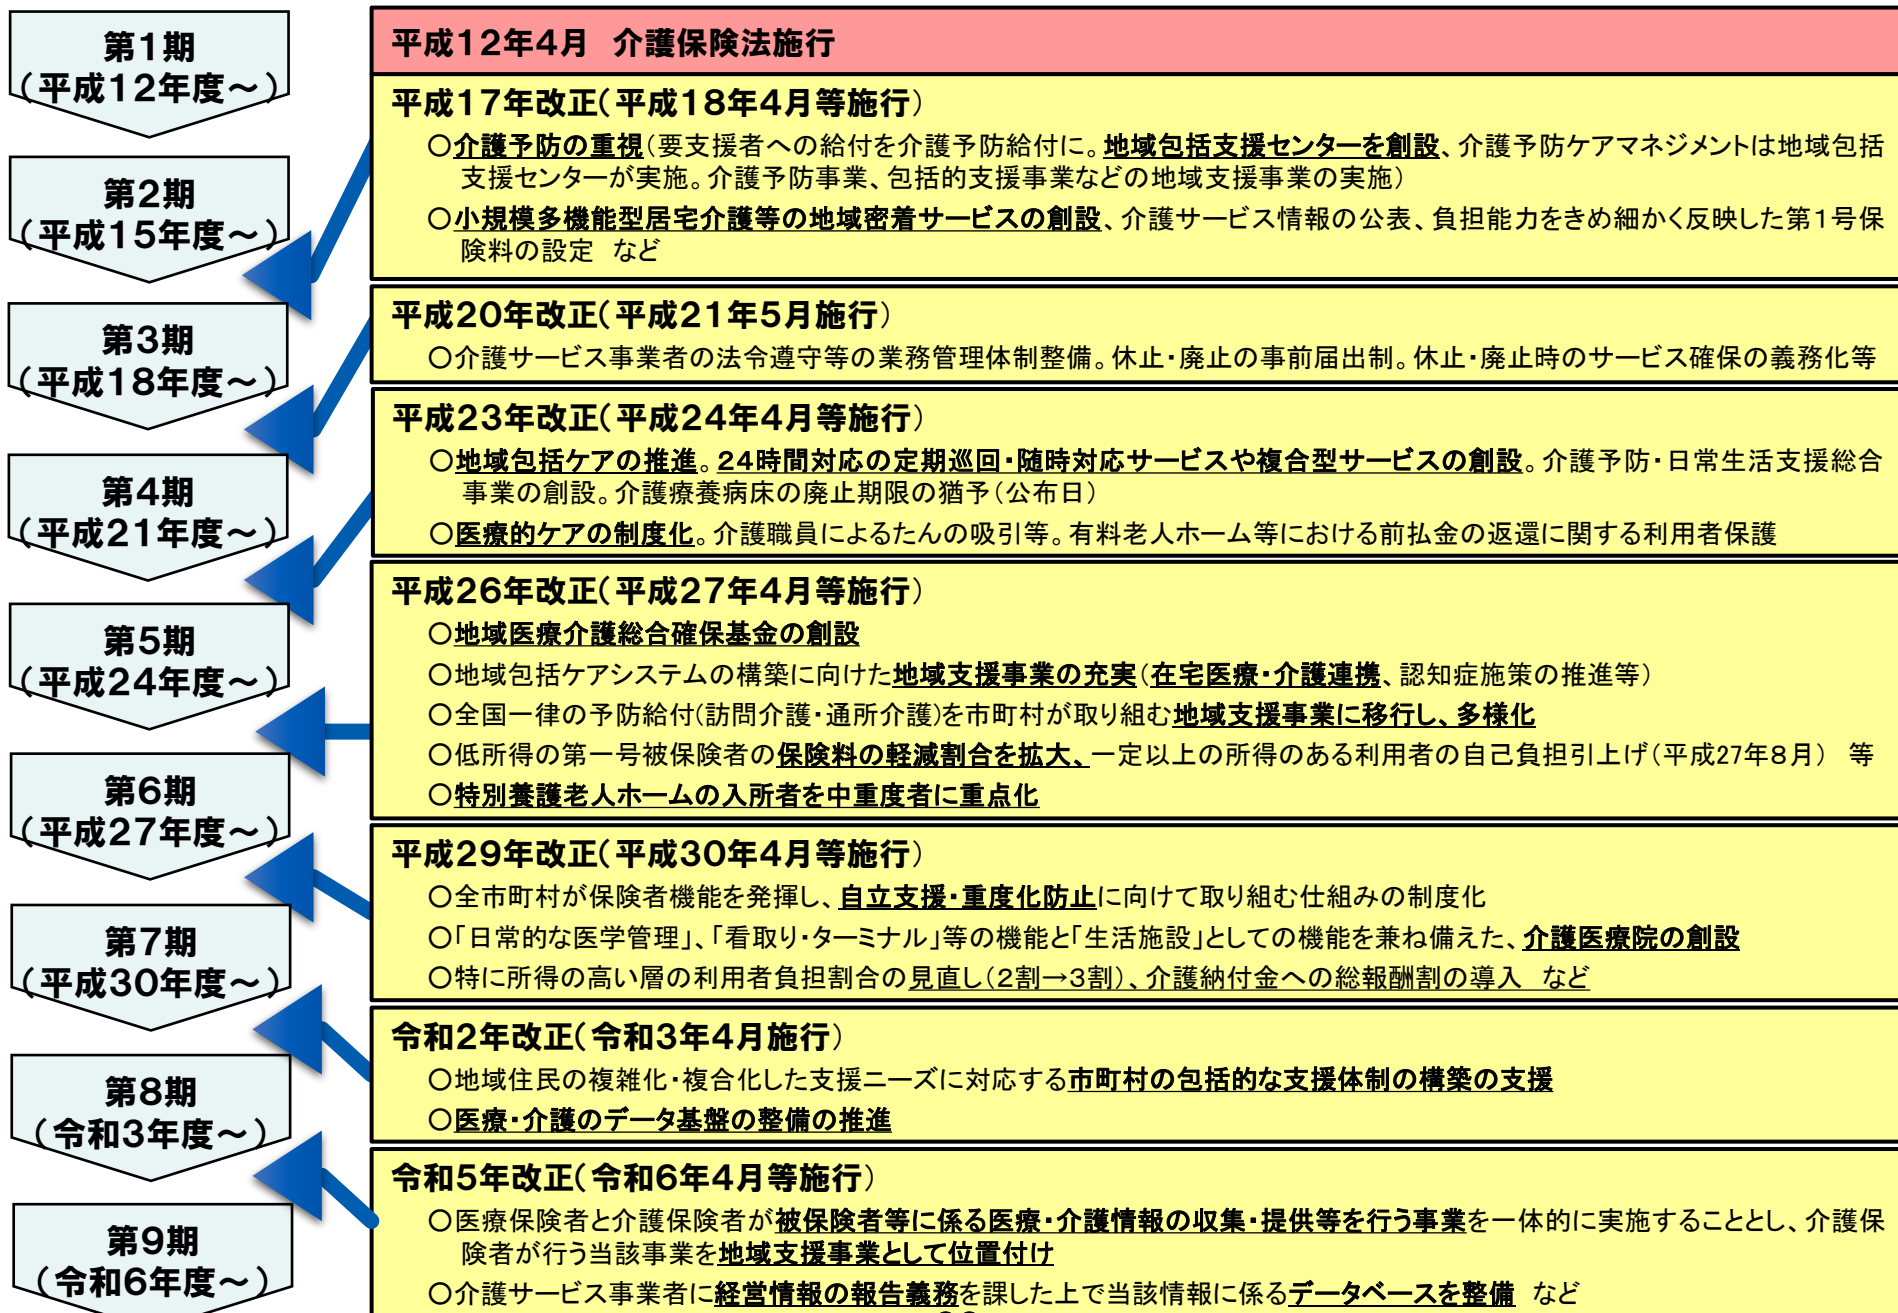 第1期
(平成12年度～)
第2期
(平成15年度～)
第3期
(平成18年度～)
第4期
(平成21年度～)
第5期
(平成24年度～)
第6期
(平成27年度～)
第7期
(平成30年度～)
第8期
(令和3年度～)
第9期
(令和6年度～)
平成12年4月　介護保険法施行
平成17年改正(平成18年4月等施行)
○介護予防の重視(要支援者への給付を介護予防給付に。地域包括支援センターを創設、介護予防ケアマネジメントは地域包括
支援センターが実施。介護予防事業、包括的支援事業などの地域支援事業の実施)
○小規模多機能型居宅介護等の地域密着サービスの創設、介護サービス情報の公表、負担能力をきめ細かく反映した第1号保
険料の設定　など
平成20年改正(平成21年5月施行)
○介護サービス事業者の法令遵守等の業務管理体制整備。休止・廃止の事前届出制。休止・廃止時のサービス確保の義務化等
平成23年改正(平成24年4月等施行)
○地域包括ケアの推進。24時間対応の定期巡回・随時対応サービスや複合型サービスの創設。介護予防・日常生活支援総合
事業の創設。介護療養病床の廃止期限の猶予(公布日)
○医療的ケアの制度化。介護職員によるたんの吸引等。有料老人ホーム等における前払金の返還に関する利用者保護
平成26年改正(平成27年4月等施行)
○地域医療介護総合確保基金の創設
○地域包括ケアシステムの構築に向けた地域支援事業の充実(在宅医療・介護連携、認知症施策の推進等)
○全国一律の予防給付(訪問介護・通所介護)を市町村が取り組む地域支援事業に移行し、多様化
○低所得の第一号被保険者の保険料の軽減割合を拡大、一定以上の所得のある利用者の自己負担引上げ(平成27年8月)　等
○特別養護老人ホームの入所者を中重度者に重点化
平成29年改正(平成30年4月等施行)
○全市町村が保険者機能を発揮し、自立支援・重度化防止に向けて取り組む仕組みの制度化
○「日常的な医学管理」、「看取り・ターミナル」等の機能と「生活施設」としての機能を兼ね備えた、介護医療院の創設
○特に所得の高い層の利用者負担割合の見直し(2割→3割)、介護納付金への総報酬割の導入　など
令和2年改正(令和3年4月施行)
○地域住民の複雑化・複合化した支援ニーズに対応する市町村の包括的な支援体制の構築の支援
○医療・介護のデータ基盤の整備の推進
令和5年改正(令和6年4月等施行)
○医療保険者と介護保険者が被保険者等に係る医療・介護情報の収集・提供等を行う事業を一体的に実施することとし、介護保
険者が行う当該事業を地域支援事業として位置付け
○介護サービス事業者に経営情報の報告義務を課した上で当該情報に係るデータベースを整備　など